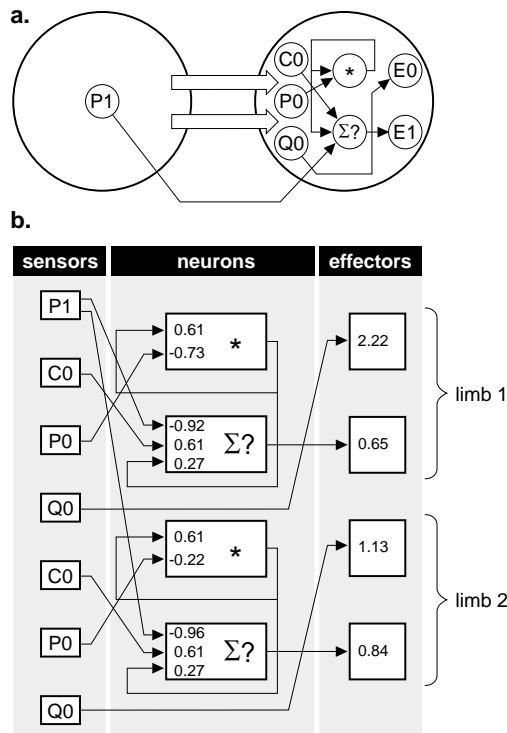 a.
P1
C0
P0
Q0
*
Σ?
E0
E1
b.
sensors neurons effectors
P1
C0
P0
Q0
C0
P0
Q0
0.61
-0.73
*
-0.92
0.61
0.27
Σ?
0.61
-0.22
*
-0.96
0.61
0.27
Σ?
2.22
0.65
1.13
0.84
limb 1
limb 2